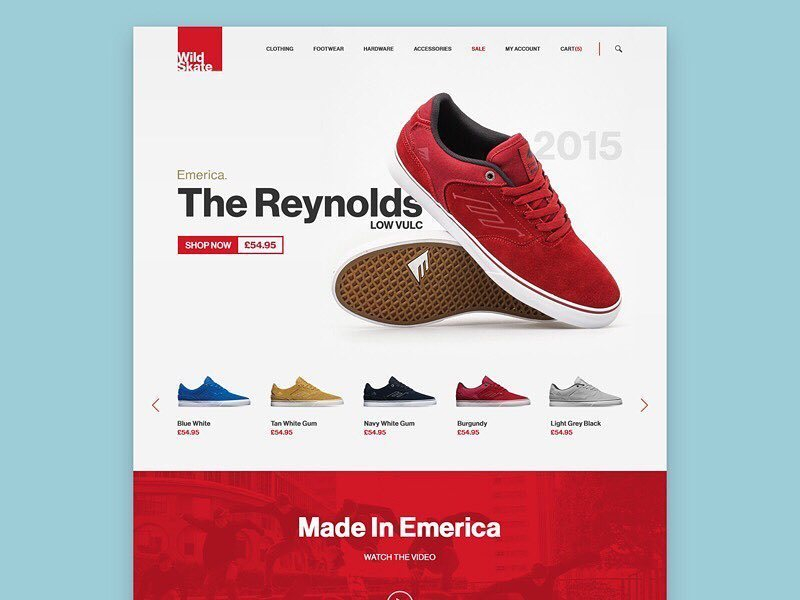 Wild
Skate
CLOTHING FOOTWEAR HARDWARE ACCESSORIES SALE MY ACCOUNT CART(5)
2015
Emerica.
The Reynolds
LOW VULC
SHOP NOW £54.95
Blue White Tan White Gum Navy White Gum Burgundy Light Grey Black
£54.95 £54.95 £54.95 £54.95 £54.95
Made In Emerica
WATCH THE VIDEO